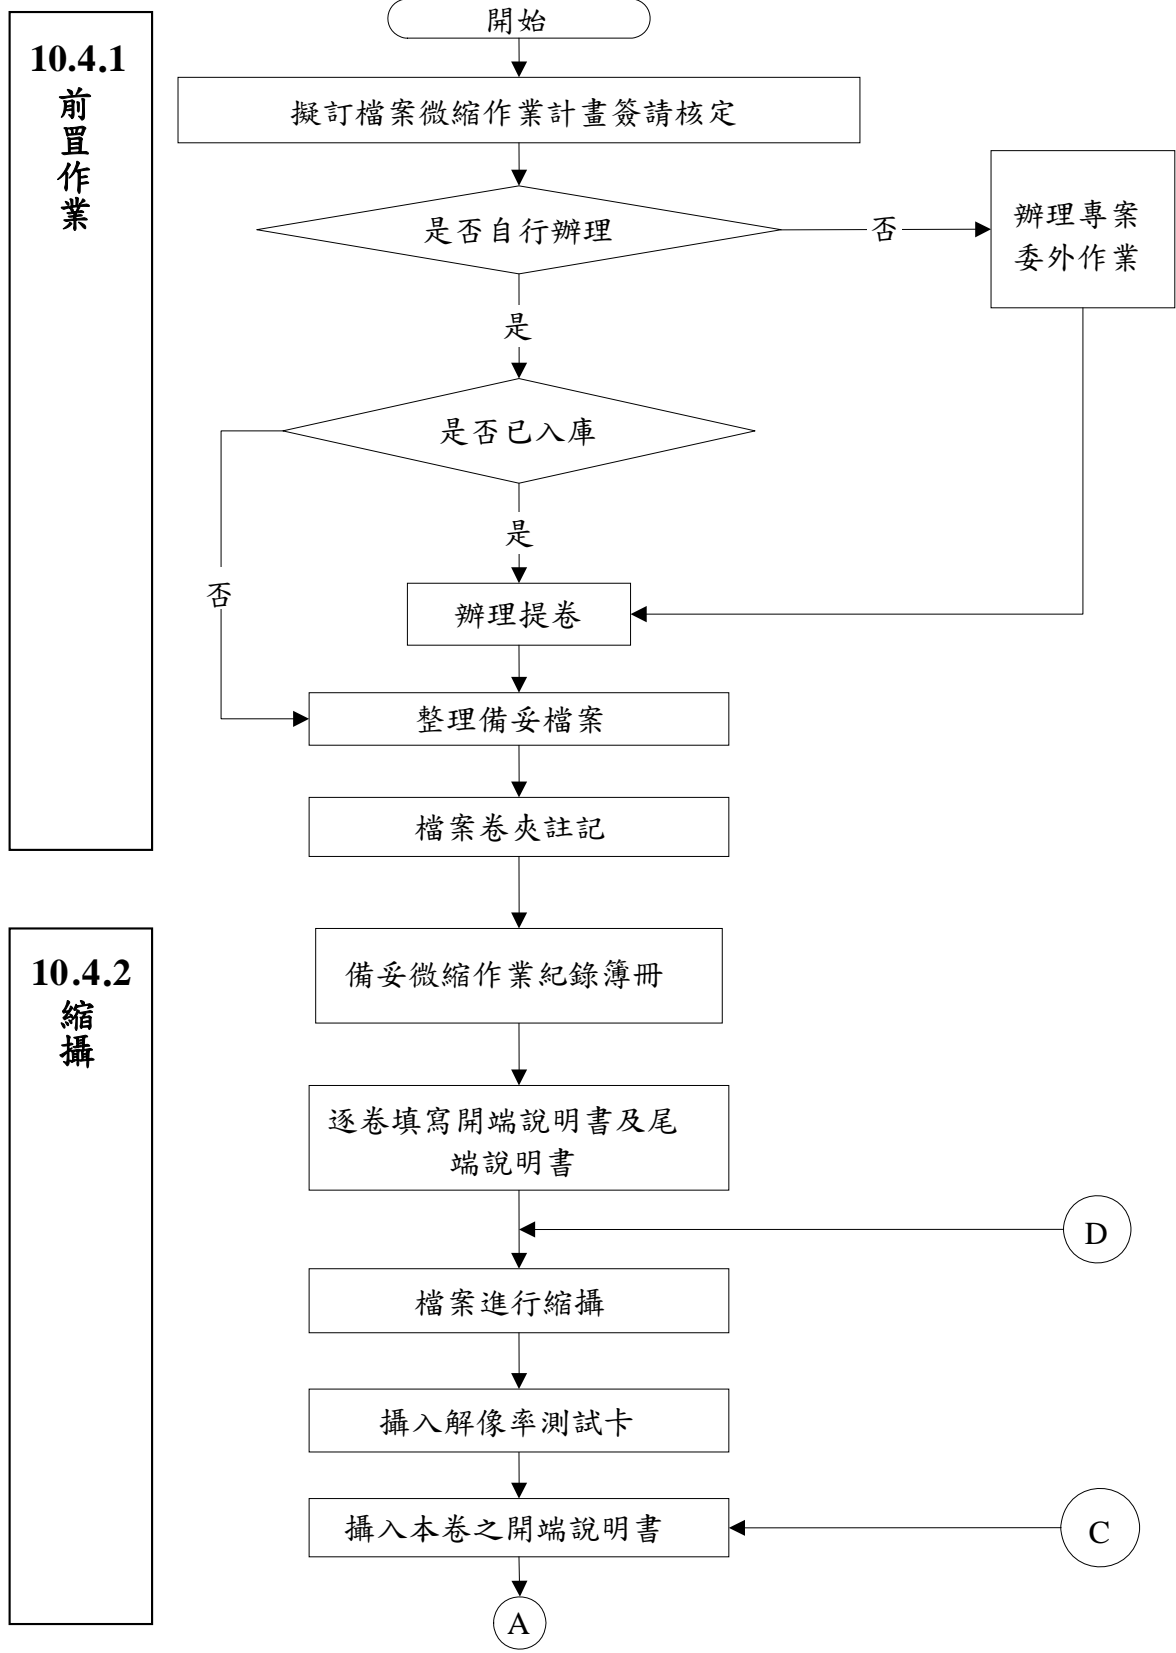 10.4.1
前置作業
開始
擬訂檔案微縮作業計畫簽請核定
是否自行辦理
否
辦理專案
委外作業
是
是否已入庫
是
否
辦理提卷
整理備妥檔案
檔案卷夾註記
10.4.2
縮攝
備妥微縮作業紀錄簿冊
逐卷填寫開端說明書及尾
端說明書
D
檔案進行縮攝
攝入解像率測試卡
攝入本卷之開端說明書
C
A